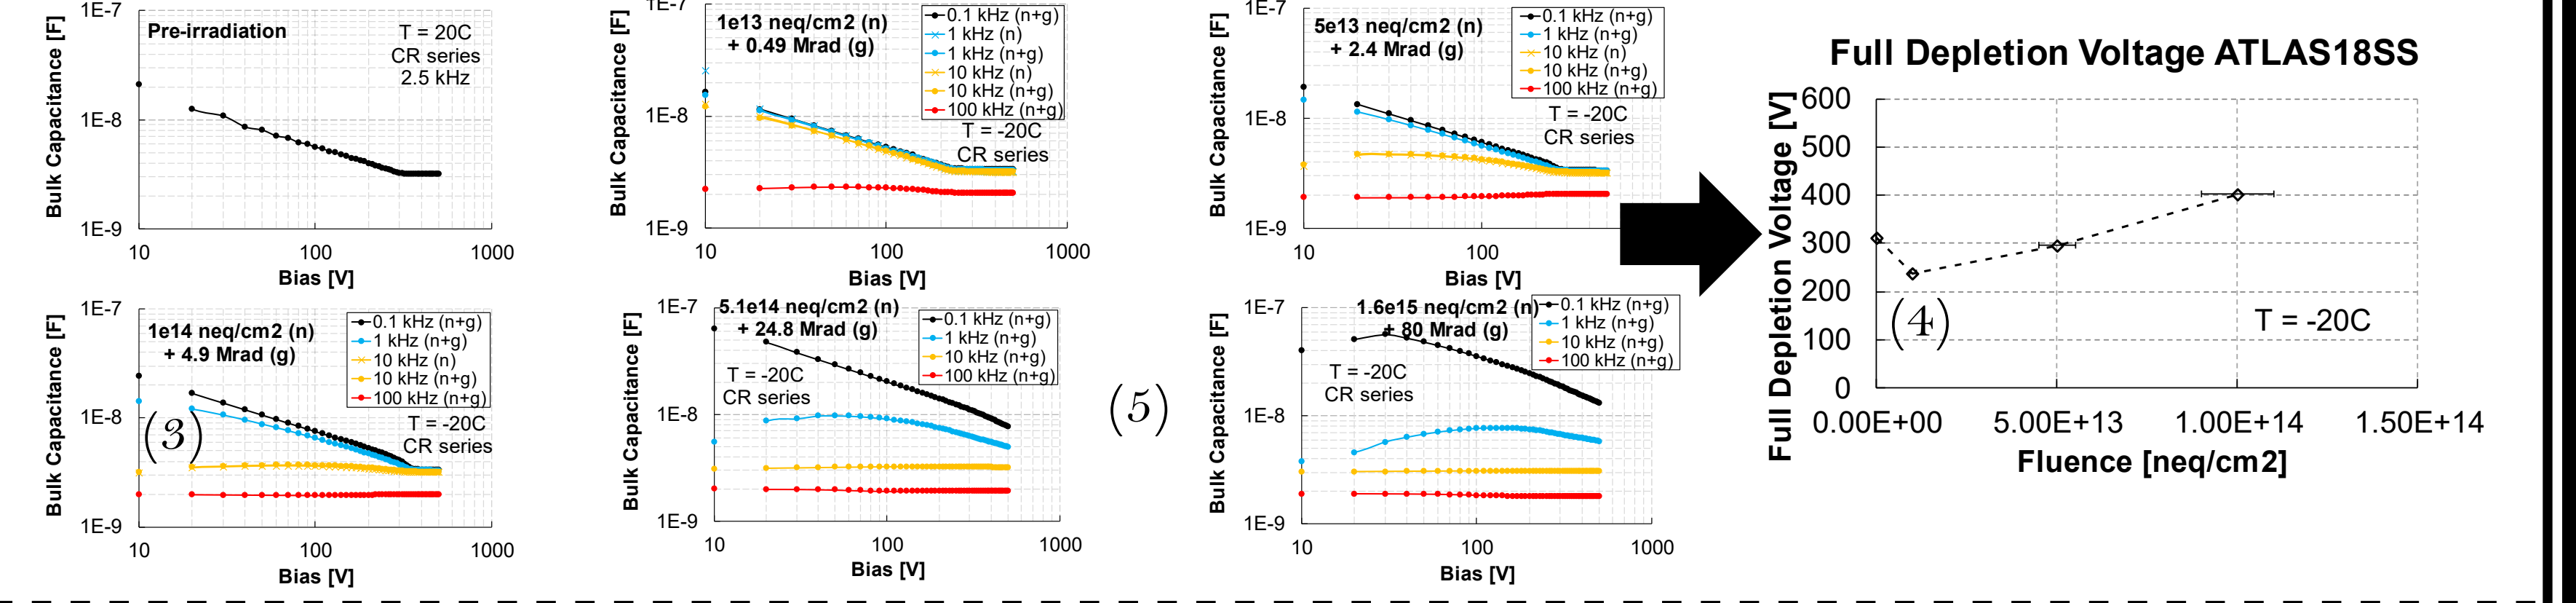 1E-7
1E-8
1E-9
Bulk Capacitance [F]
Pre-irradiation
T = 20C
CR series
2.5 kHz
10
100
1000
Bias [V]
1E-7
1E-8
1E-9
Bulk Capacitance [F]
1e13 neq/cm2 (n)
+ 0.49 Mrad (g)
0.1 kHz (n+g)
1 kHz (n)
1 kHz (n+g)
10 kHz (n)
10 kHz (n+g)
100 kHz (n+g)
T = -20C
CR series
10
100
1000
Bias [V]
1E-7
1E-8
1E-9
Bulk Capacitance [F]
5e13 neq/cm2 (n)
+ 2.4 Mrad (g)
0.1 kHz (n+g)
1 kHz (n+g)
10 kHz (n)
10 kHz (n+g)
100 kHz (n+g)
T = -20C
CR series
10
100
Bias [V]
1E-7
1E-8
1E-9
Bulk Capacitance [F]
1e14 neq/cm2 (n)
+ 4.9 Mrad (g)
0.1 kHz (n+g)
1 kHz (n+g)
10 kHz (n)
10 kHz (n+g)
100 kHz (n+g)
T = -20C
CR series
(3)
10
100
1000
Bias [V]
1E-7
1E-8
1E-9
Bulk Capacitance [F]
5.1e14 neq/cm2 (n)
+ 24.8 Mrad (g)
0.1 kHz (n+g)
1 kHz (n+g)
10 kHz (n+g)
100 kHz (n+g)
T = -20C
CR series
10
100
1000
Bias [V]
(5)
1E-7
1E-8
1E-9
Bulk Capacitance [F]
1.6e15 neq/cm2 (n)
+ 80 Mrad (g)
0.1 kHz (n+g)
1 kHz (n+g)
10 kHz (n+g)
100 kHz (n+g)
T = -20C
CR series
10
100
1000
Bias [V]
Full Depletion Voltage ATLAS18SS
Full Depletion Voltage [V]
600
500
400
300
200
100
0
(4)
T = -20C
0.00E+00
5.00E+13
1.00E+14
1.50E+14
Fluence [neq/cm2]